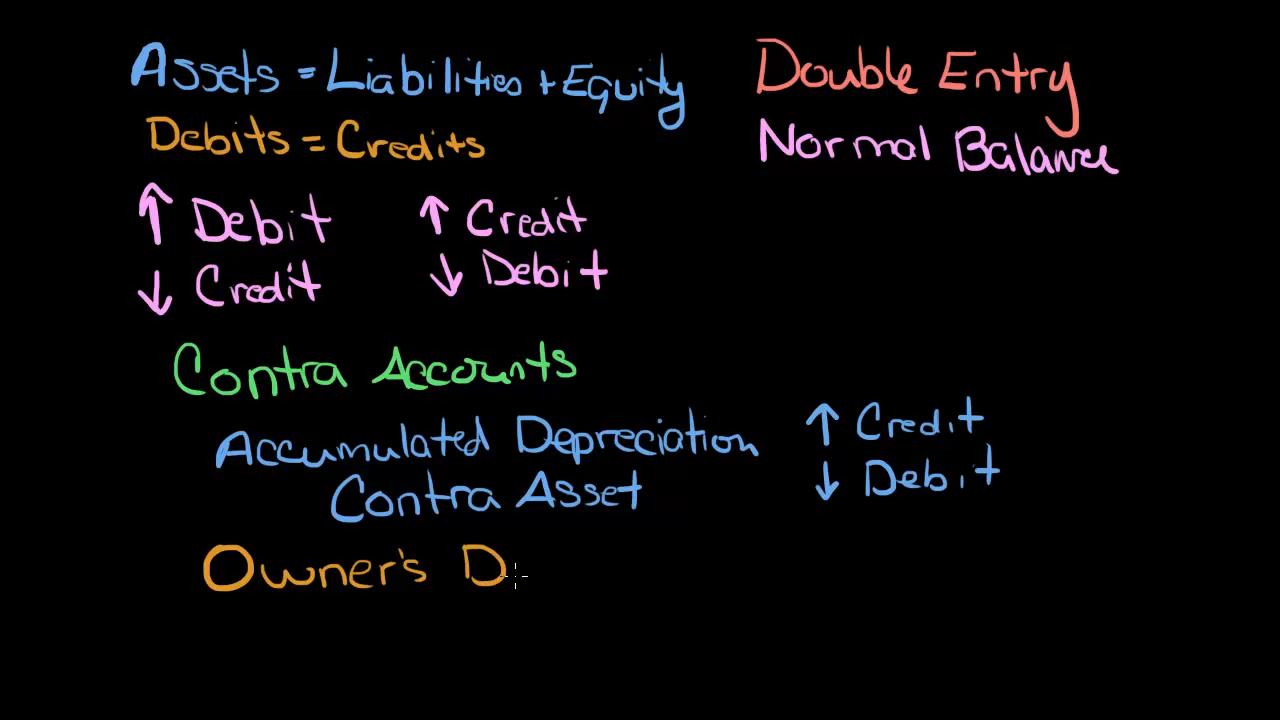 Assets = Liabilities + Equity
Double Entry
Debits = Credits
Normal Balance
↑ Debit
↑ Credit
↓ Credit
↓ Debit
Contra Accounts
Accumulated Depreciation
↑ Credit
Contra Asset
↓ Debit
Owner's D